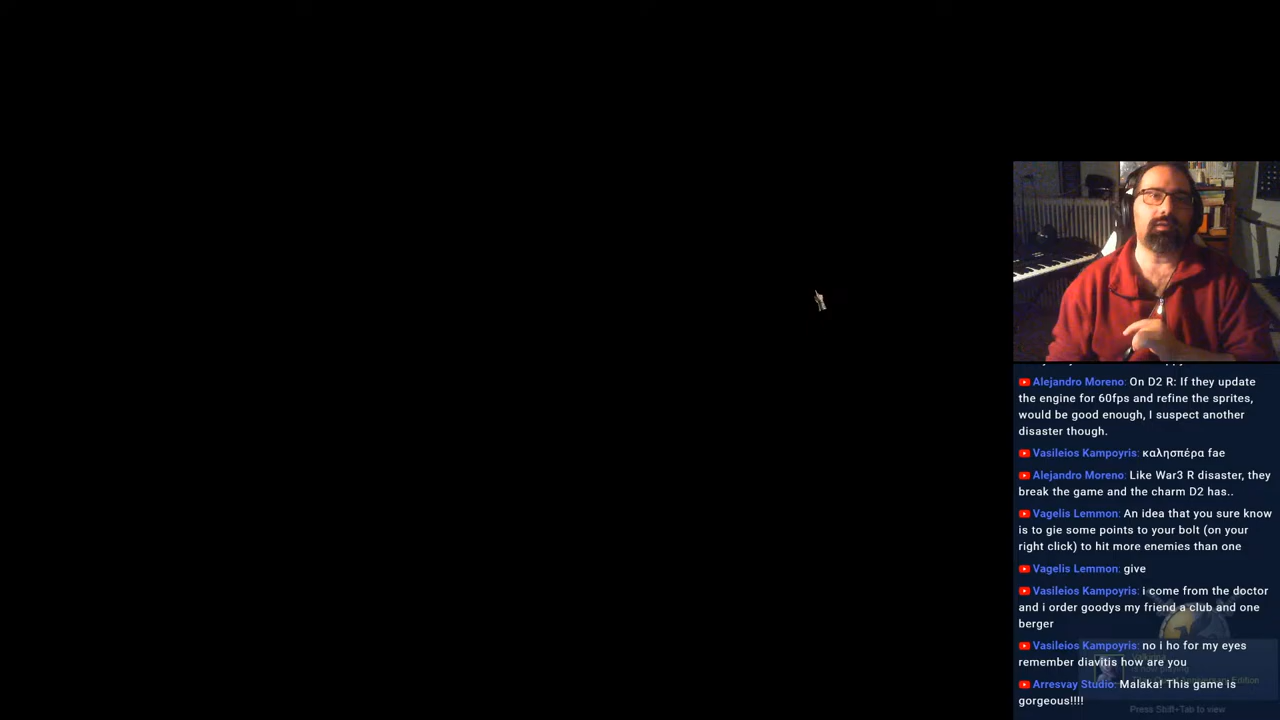 Alejandro Moreno: On D2 R: If they update
the engine for 60fps and refine the sprites,
would be good enough, I suspect another
disaster though.
Vasileios Kampoyris: καλησπέρα fae
Alejandro Moreno: Like War3 R disaster, they
break the game and the charm D2 has..
Vagelis Lemmon: An idea that you sure know
is to gie some points to your bolt (on your
right click) to hit more enemies than one
Vagelis Lemmon: give
Vasileios Kampoyris: i come from the doctor
and i order goodys my friend a club and one
berger
Vasileios Kampoyris: no i ho for my eyes
remember diavitis how are you
Arresvay Studio: Malaka! This game is
gorgeous!!!!
Press Shift+Tab to view